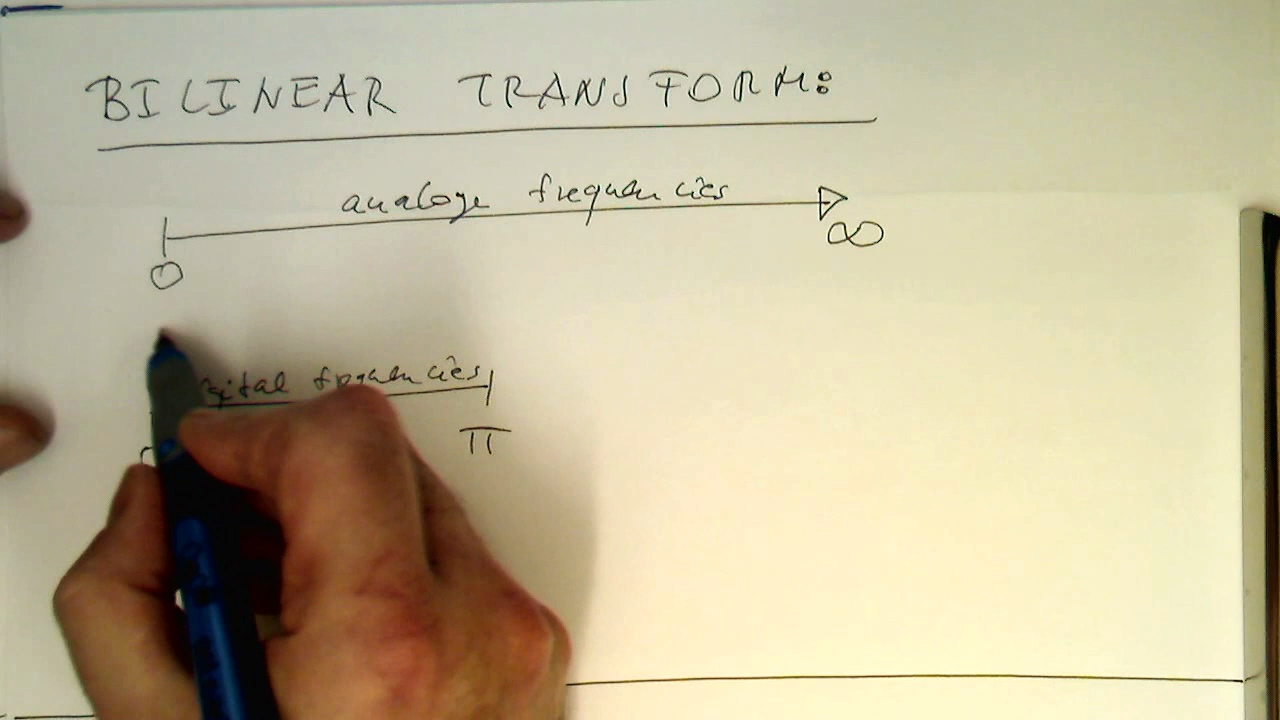 BILINEAR TRANSFORM:
analoge frequencies
∞
0
frequencies
π